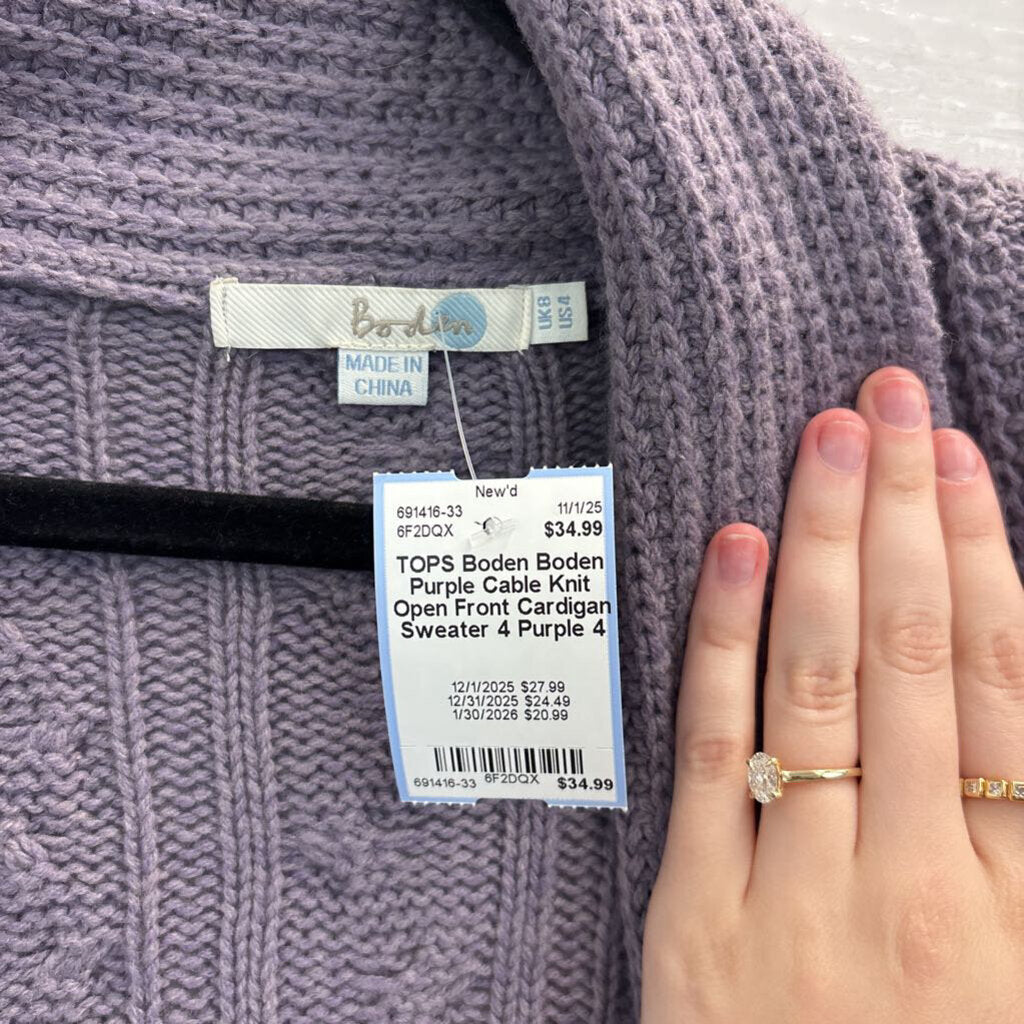 Boden
UK8
US4
MADE IN
CHINA
New'd
691416-33 11/1/25
6F2DQX $34.99
TOPS Boden Boden
Purple Cable Knit
Open Front Cardigan
Sweater 4 Purple 4
12/1/2025 $27.99
12/31/2025 $24.49
1/30/2026 $20.99
691416-33 6F2DQX $34.99